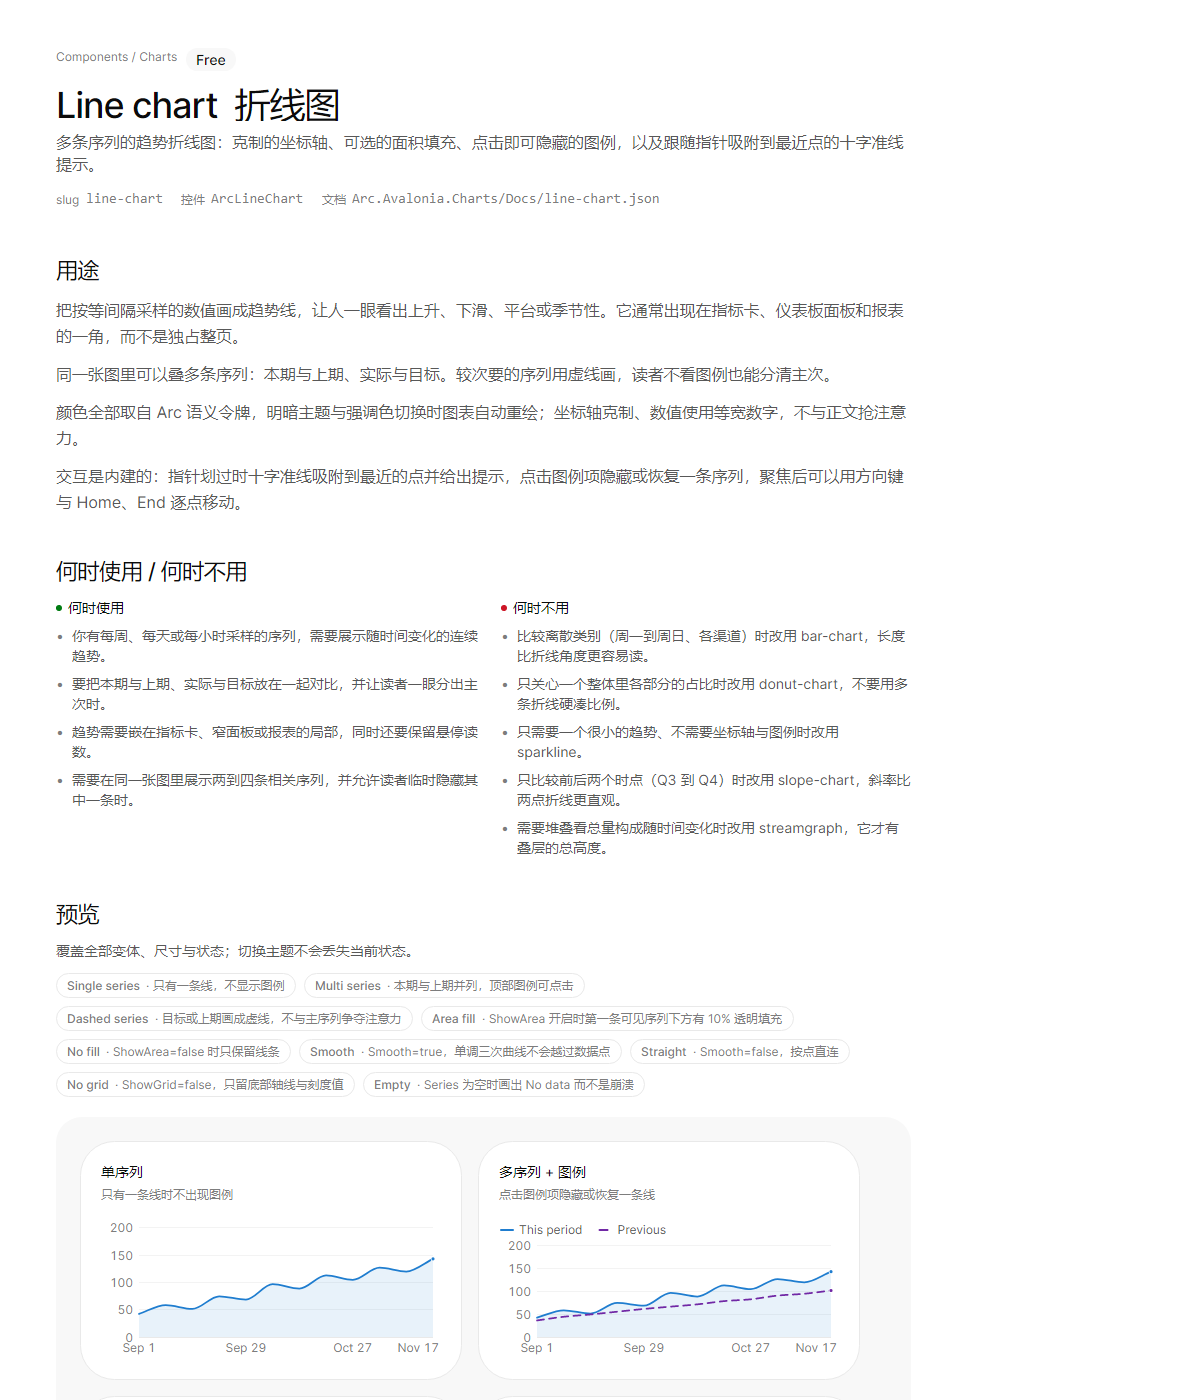 Components / Charts Free
Line chart 折线图
多条序列的趋势折线图：克制的坐标轴、可选的面积填充、点击即可隐藏的图例，以及跟随指针吸附到最近点的十字准线
提示。
slug line-chart 控件 ArcLineChart 文档 Arc.Avalonia.Charts/Docs/line-chart.json
用途
把按等间隔采样的数值画成趋势线，让人一眼看出上升、下滑、平台或季节性。它通常出现在指标卡、仪表板面板和报表
的一角，而不是独占整页。
同一张图里可以叠多条序列：本期与上期、实际与目标。较次要的序列用虚线画，读者不看图例也能分清主次。
颜色全部取自 Arc 语义令牌，明暗主题与强调色切换时图表自动重绘；坐标轴克制、数值使用等宽数字，不与正文抢注意
力。
交互是内建的：指针划过时十字准线吸附到最近的点并给出提示，点击图例项隐藏或恢复一条序列，聚焦后可以用方向键
与 Home、End 逐点移动。
何时使用 / 何时不用
何时使用
• 你有每周、每天或每小时采样的序列，需要展示随时间变化的连续
趋势。
• 要把本期与上期、实际与目标放在一起对比，并让读者一眼分出主
次时。
• 趋势需要嵌在指标卡、窄面板或报表的局部，同时还要保留悬停读
数。
• 需要在同一张图里展示两到四条相关序列，并允许读者临时隐藏其
中一条时。
何时不用
• 比较离散类别（周一到周日、各渠道）时改用 bar-chart，长度
比折线角度更容易读。
• 只关心一个整体里各部分的占比时改用 donut-chart，不要用多
条折线硬凑比例。
• 只需要一个很小的趋势、不需要坐标轴与图例时改用
sparkline。
• 只比较前后两个时点（Q3 到 Q4）时改用 slope-chart，斜率比
两点折线更直观。
• 需要堆叠看总量构成随时间变化时改用 streamgraph，它才有
叠层的总高度。
预览
覆盖全部变体、尺寸与状态；切换主题不会丢失当前状态。
Single series · 只有一条线，不显示图例 Multi series · 本期与上期并列，顶部图例可点击
Dashed series · 目标或上期画成虚线，不与主序列争夺注意力 Area fill · ShowArea 开启时第一条可见序列下方有 10% 透明填充
No fill · ShowArea=false 时只保留线条 Smooth · Smooth=true，单调三次曲线不会越过数据点 Straight · Smooth=false，按点直连
No grid · ShowGrid=false，只留底部轴线与刻度值 Empty · Series 为空时画出 No data 而不是崩溃
单序列
只有一条线时不出现图例
200
150
100
50
0
Sep 1 Sep 29 Oct 27 Nov 17
多序列 + 图例
点击图例项隐藏或恢复一条线
This period Previous
200
150
100
50
0
Sep 1 Sep 29 Oct 27 Nov 17